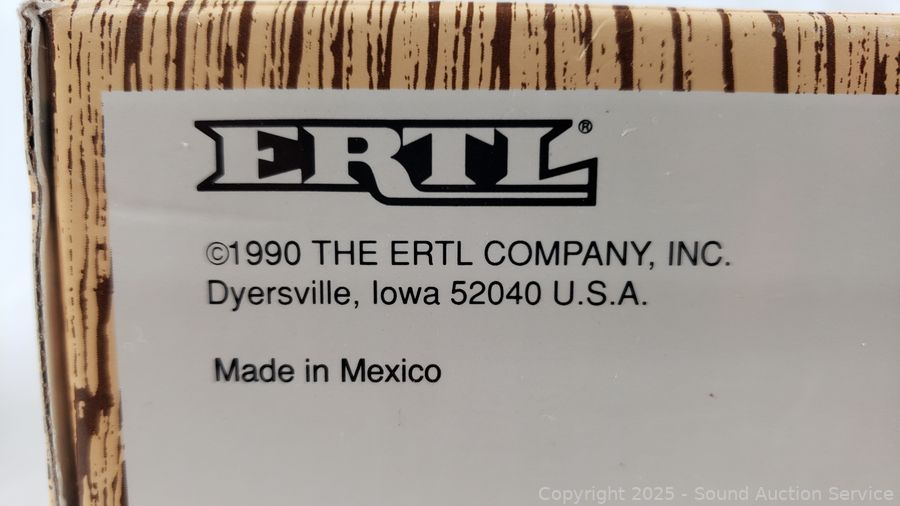 ERTL®
©1990 THE ERTL COMPANY, INC.
Dyersville, Iowa 52040 U.S.A.
Made in Mexico
Copyright 2025 - Sound Auction Service